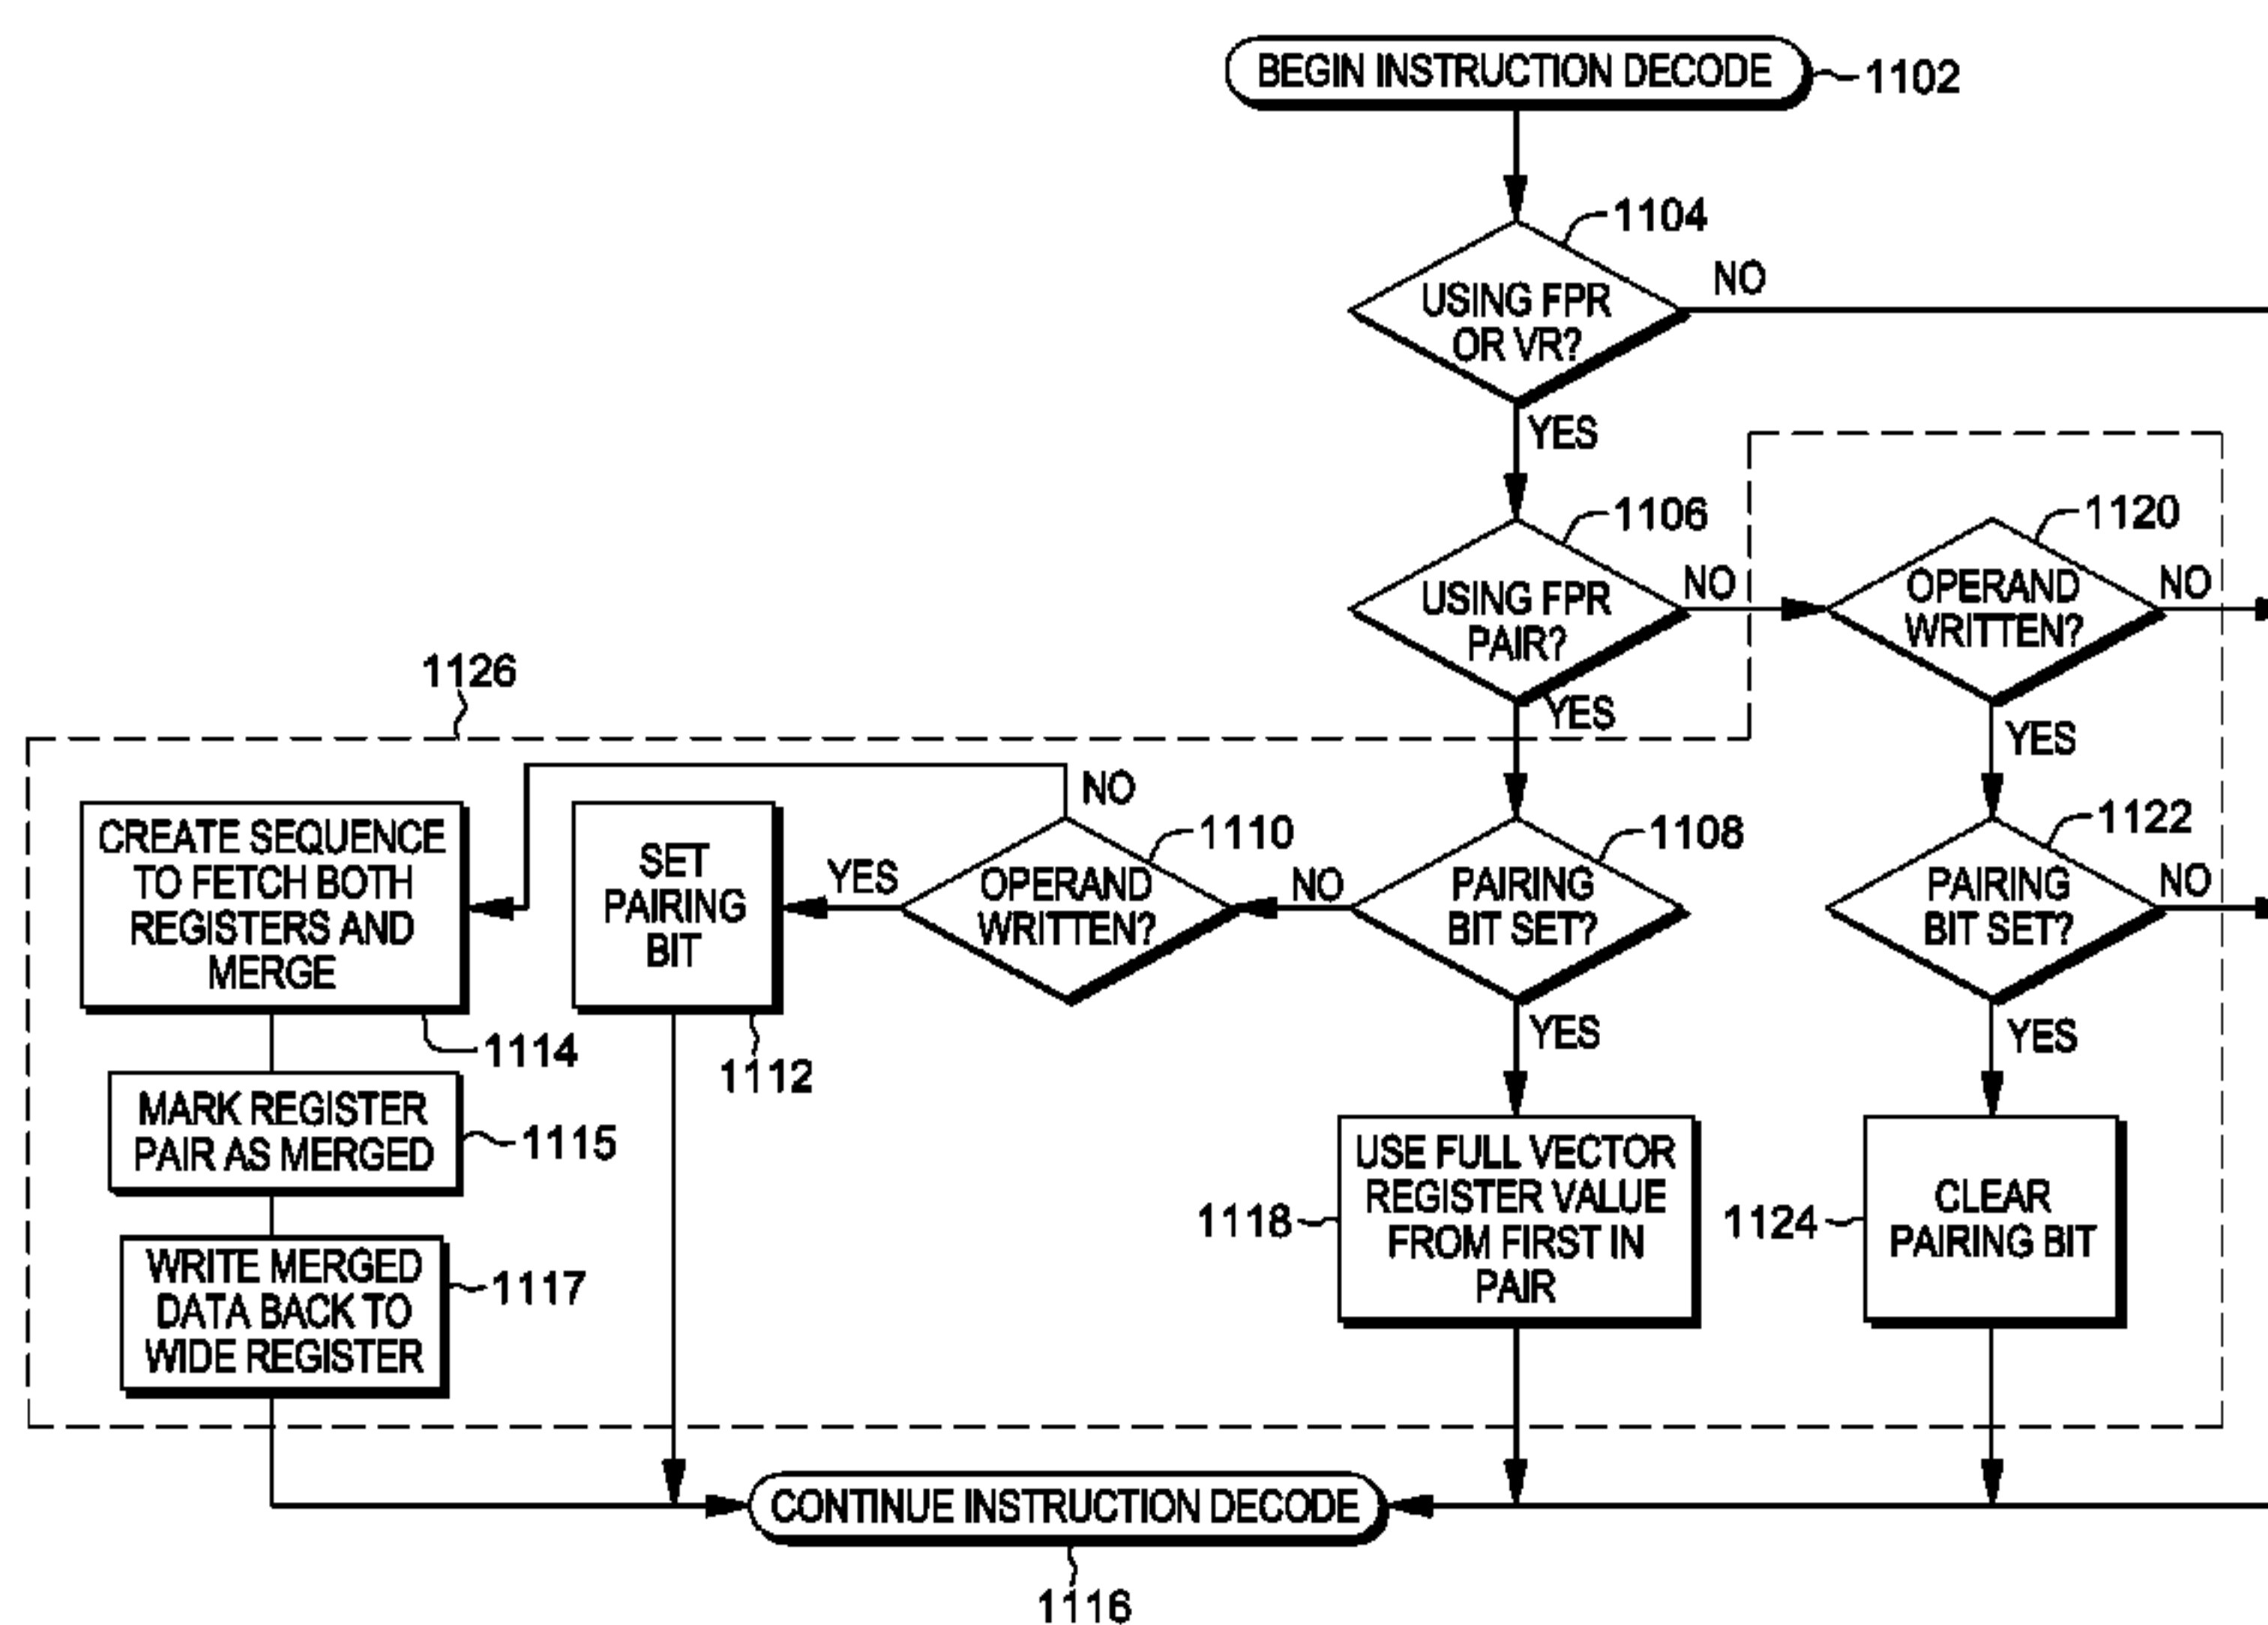 BEGIN INSTRUCTION DECODE
1102
1104
USING FPR
OR VR?
NO
YES
1106
USING FPR
PAIR?
NO
YES
1120
OPERAND
WRITTEN?
NO
YES
1126
CREATE SEQUENCE
TO FETCH BOTH
REGISTERS AND
MERGE
1114
SET
PAIRING
BIT
1112
YES
NO
1110
OPERAND
WRITTEN?
NO
1108
PAIRING
BIT SET?
YES
1122
PAIRING
BIT SET?
NO
YES
MARK REGISTER
PAIR AS MERGED
1115
WRITE MERGED
DATA BACK TO
WIDE REGISTER
1117
1118
USE FULL VECTOR
REGISTER VALUE
FROM FIRST IN
PAIR
1124
CLEAR
PAIRING BIT
CONTINUE INSTRUCTION DECODE
1116